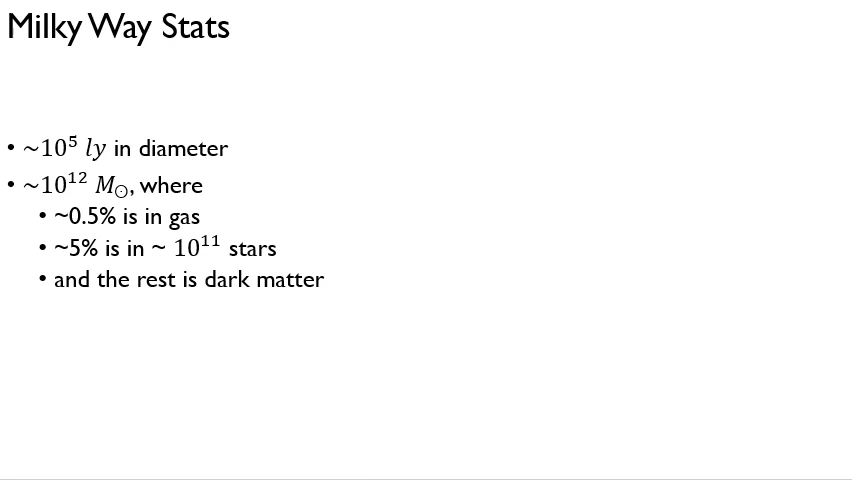 Milky Way Stats
• ~10⁵ ly in diameter
• ~10¹² M☉, where
• ~0.5% is in gas
• ~5% is in ~ 10¹¹ stars
• and the rest is dark matter